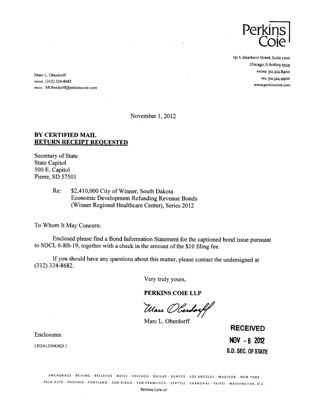 Perkins
Coie
131 S. Dearborn Street, Suite 1700
Chicago, IL 60603-5559
PHONE: 312.324.8400
FAX: 312.324.9400
www.perkinscoie.com
Marc L. Oberdorff
PHONE: (312) 324-8682
EMAIL: MOberdorff@perkinscoie.com
November 1, 2012
BY CERTIFIED MAIL
RETURN RECEIPT REQUESTED
Secretary of State
State Capitol
500 E. Capitol
Pierre, SD 57501
Re: $2,410,000 City of Winner, South Dakota
Economic Development Refunding Revenue Bonds
(Winner Regional Healthcare Center), Series 2012
To Whom It May Concern:
Enclosed please find a Bond Information Statement for the captioned bond issue pursuant
to SDCL 6-8B-19, together with a check in the amount of the $10 filing fee.
If you should have any questions about this matter, please contact the undersigned at
(312) 324-8682.
Very truly yours,
PERKINS COIE LLP
Marc L. Oberdorff
RECEIVED
NOV - 6 2012
S.D. SEC. OF STATE
Enclosures
ANCHORAGE · BEIJING · BELLEVUE · BOISE · CHICAGO · DALLAS · DENVER · LOS ANGELES · MADISON · NEW YORK
PALO ALTO · PHOENIX · PORTLAND · SAN DIEGO · SAN FRANCISCO · SEATTLE · SHANGHAI · TAIPEI · WASHINGTON, D.C.
Perkins Coie LLP